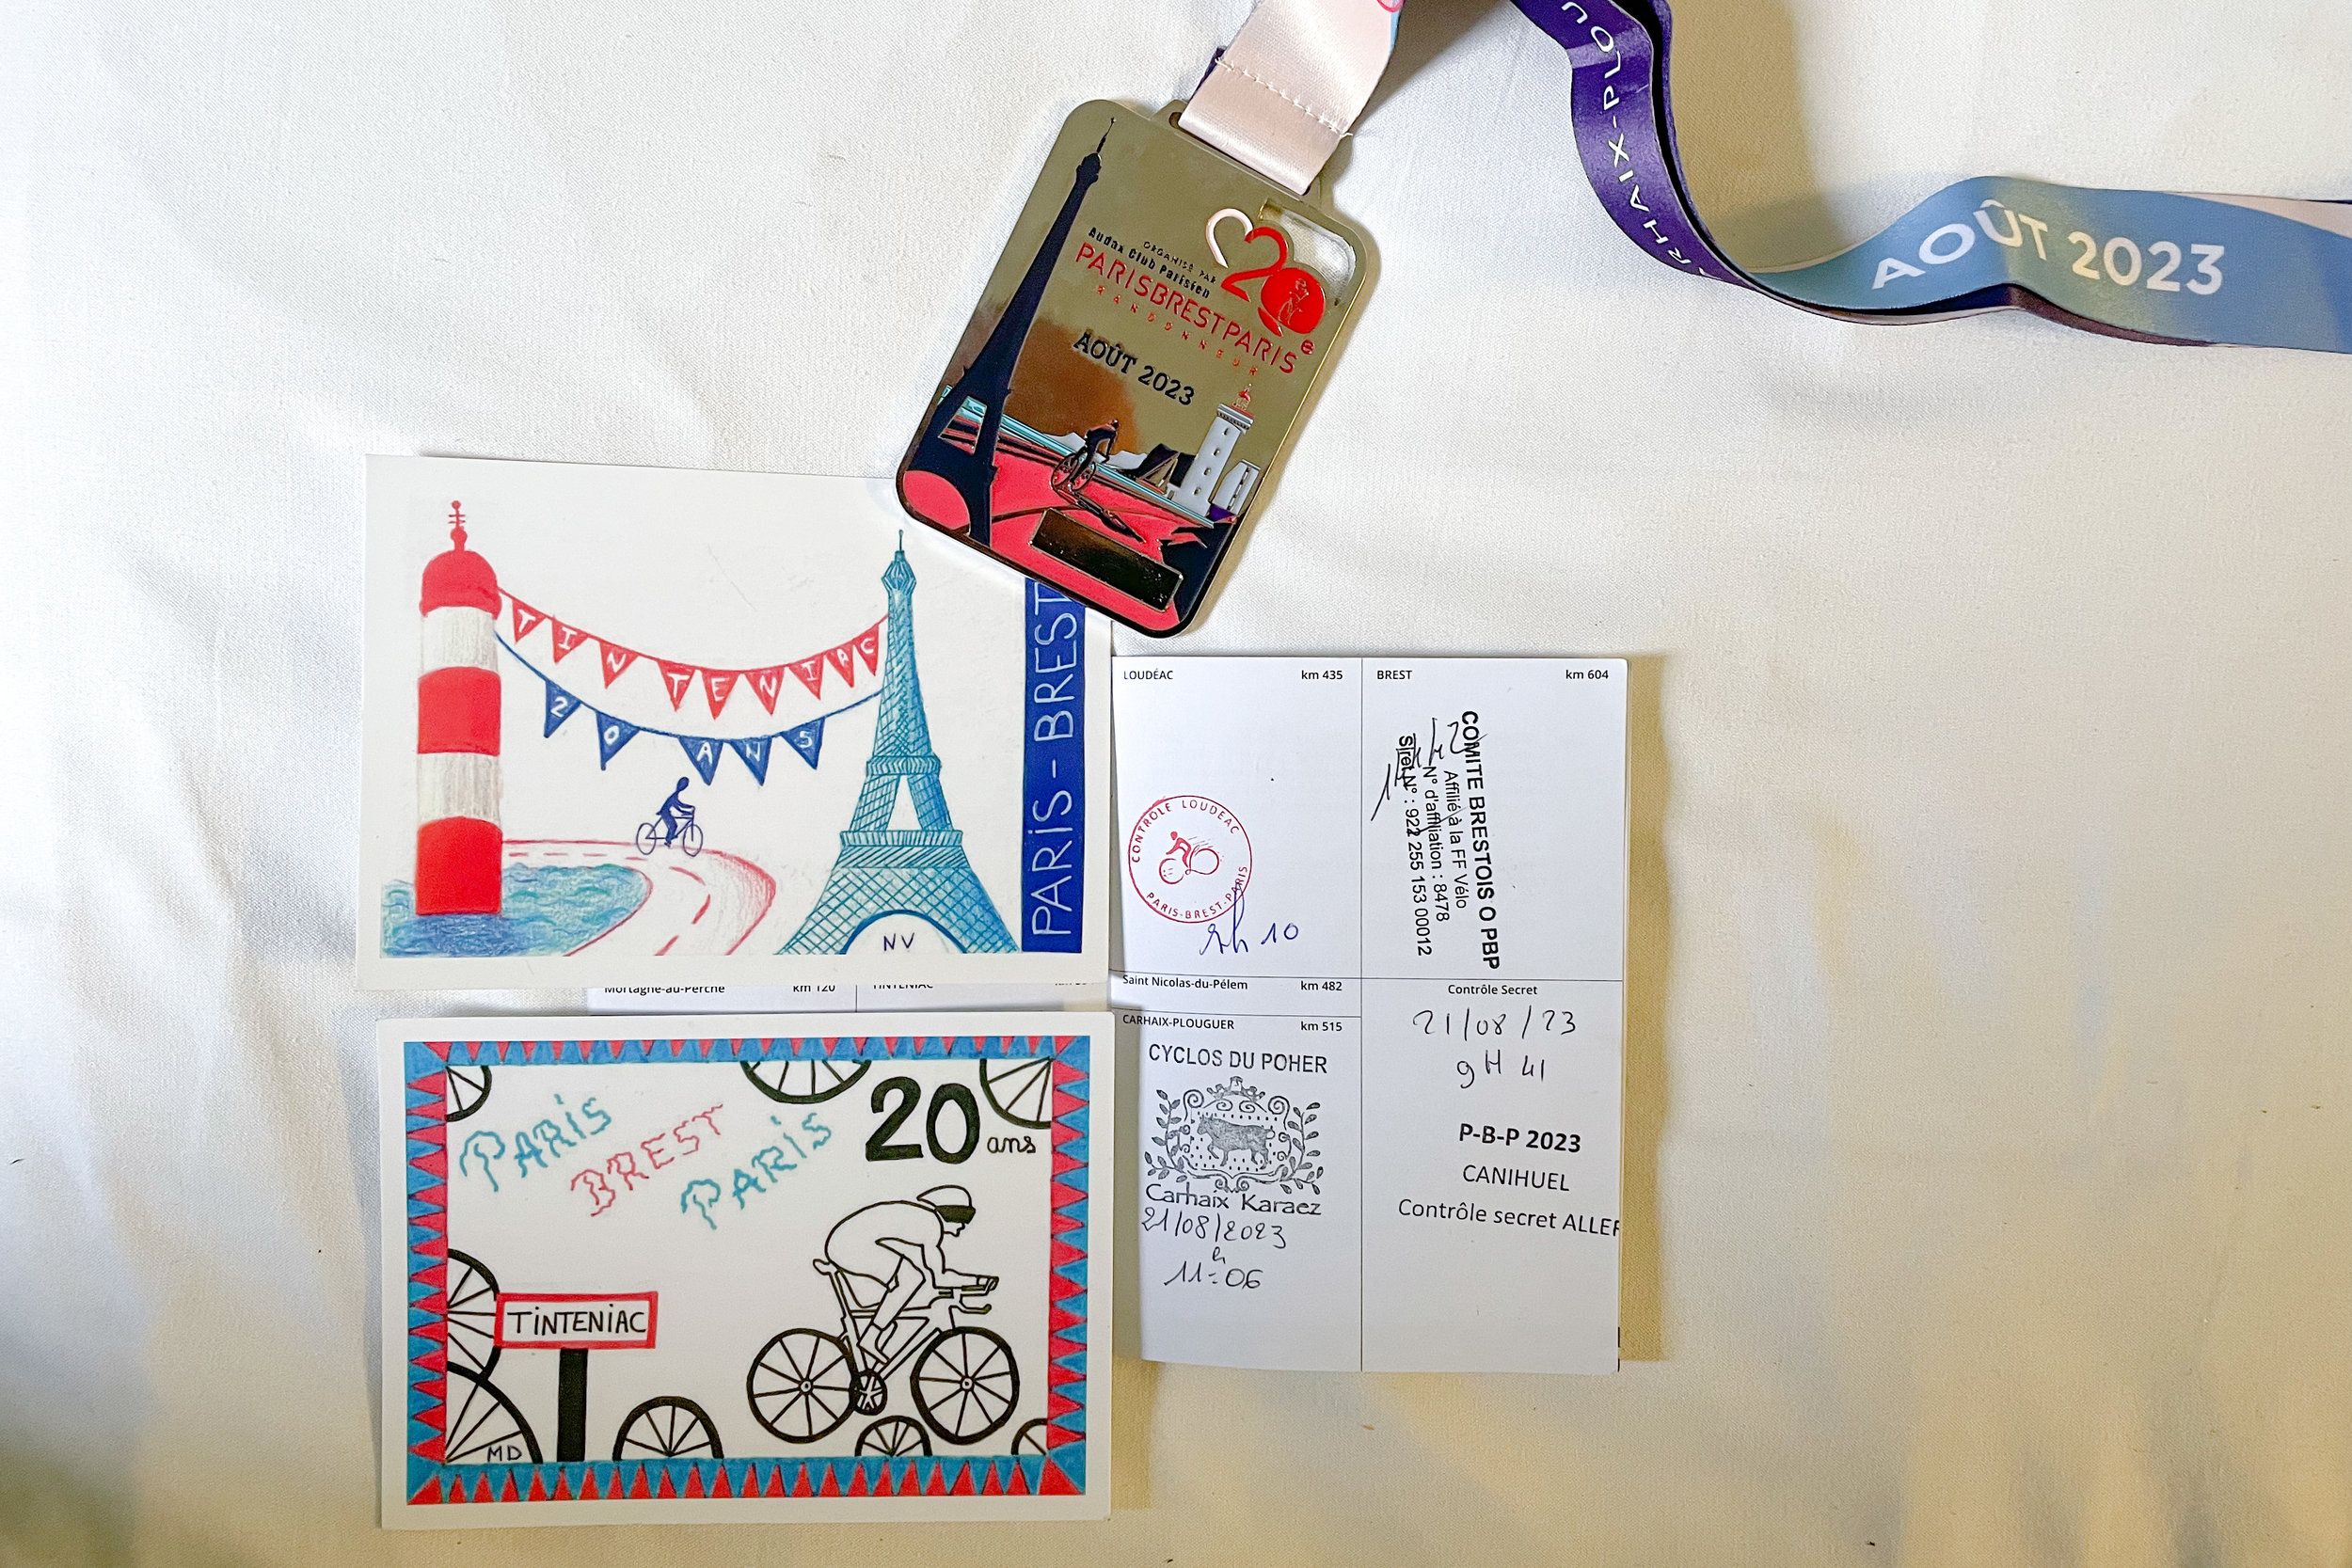 AOÛT 2023
ORGANISÉ PAR
Audax Club Parisien
PARISBRESTPARIS
RANDONNEUR
20e
AOÛT 2023
TINTENIAC
20 ANS
NV
PARiS - BREST
LOUDÉAC km 435
CONTRÔLE LOUDEAC
PARIS-BREST-PARIS
10
BREST km 604
COMITE BRESTOIS O PBP
Affilié à la FF Vélo
N° d'affiliation : 8478
Siret N° : 922 255 153 00012
Mortagne-au-Perche km 120
TINTENIAC
Saint Nicolas-du-Pélem km 482
CARHAIX-PLOUGUER km 515
CYCLOS DU POHER
Carhaix Karaez
21/08/2023
h
11:06
Contrôle Secret
21/08/23
9H41
P-B-P 2023
CANIHUEL
Contrôle secret ALLER
PARiS
BREST
PARiS
20 ans
TiNTENiAC
MD